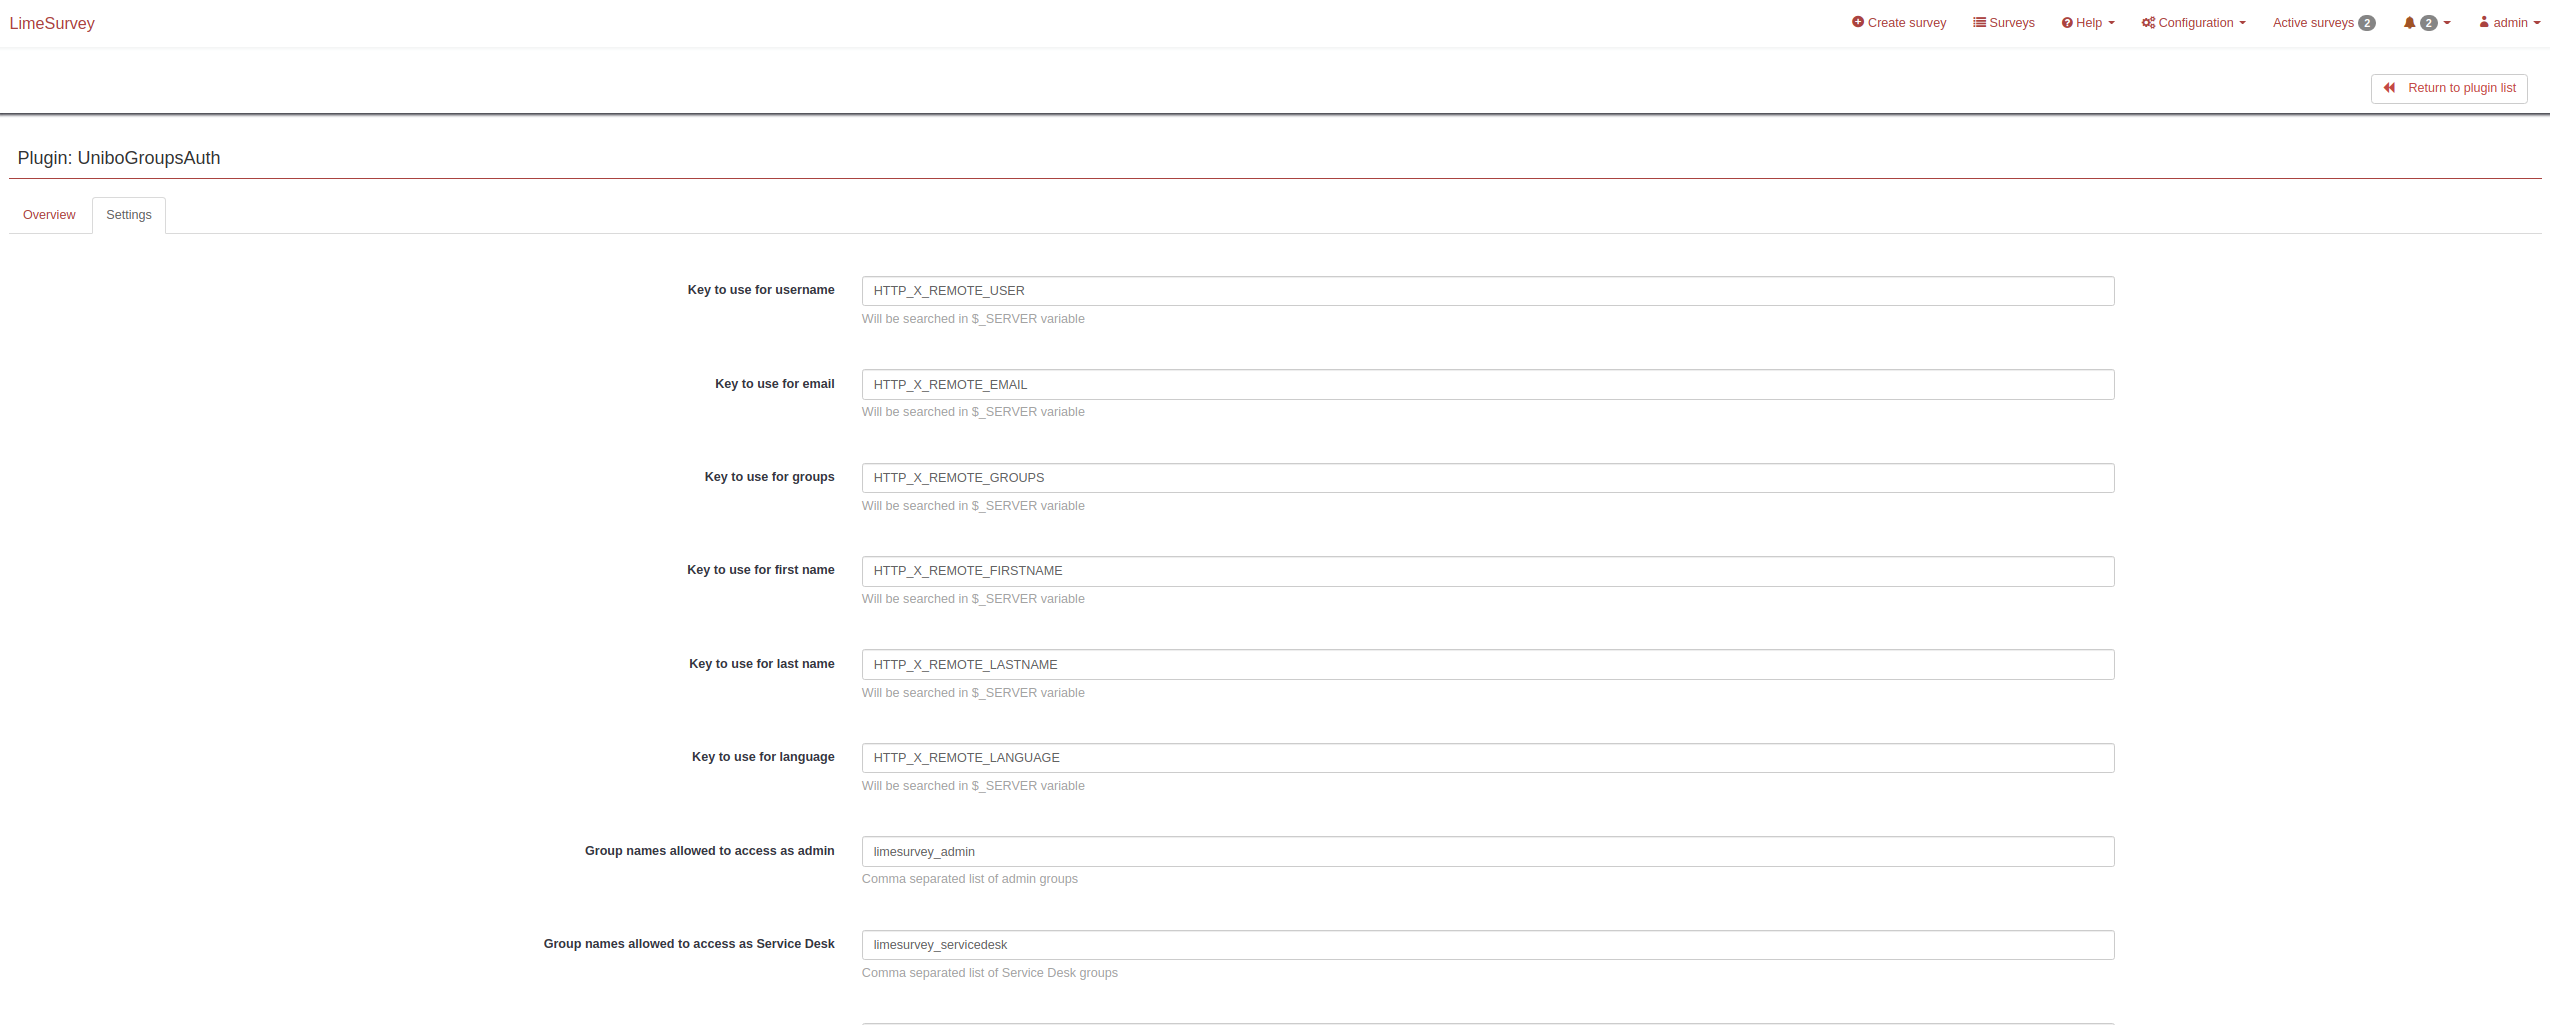 LimeSurvey
Create survey
Surveys
Help
Configuration
Active surveys 2
2
admin
Return to plugin list
Plugin: UniboGroupsAuth
Overview
Settings
Key to use for username
HTTP_X_REMOTE_USER
Will be searched in $_SERVER variable
Key to use for email
HTTP_X_REMOTE_EMAIL
Will be searched in $_SERVER variable
Key to use for groups
HTTP_X_REMOTE_GROUPS
Will be searched in $_SERVER variable
Key to use for first name
HTTP_X_REMOTE_FIRSTNAME
Will be searched in $_SERVER variable
Key to use for last name
HTTP_X_REMOTE_LASTNAME
Will be searched in $_SERVER variable
Key to use for language
HTTP_X_REMOTE_LANGUAGE
Will be searched in $_SERVER variable
Group names allowed to access as admin
limesurvey_admin
Comma separated list of admin groups
Group names allowed to access as Service Desk
limesurvey_servicedesk
Comma separated list of Service Desk groups